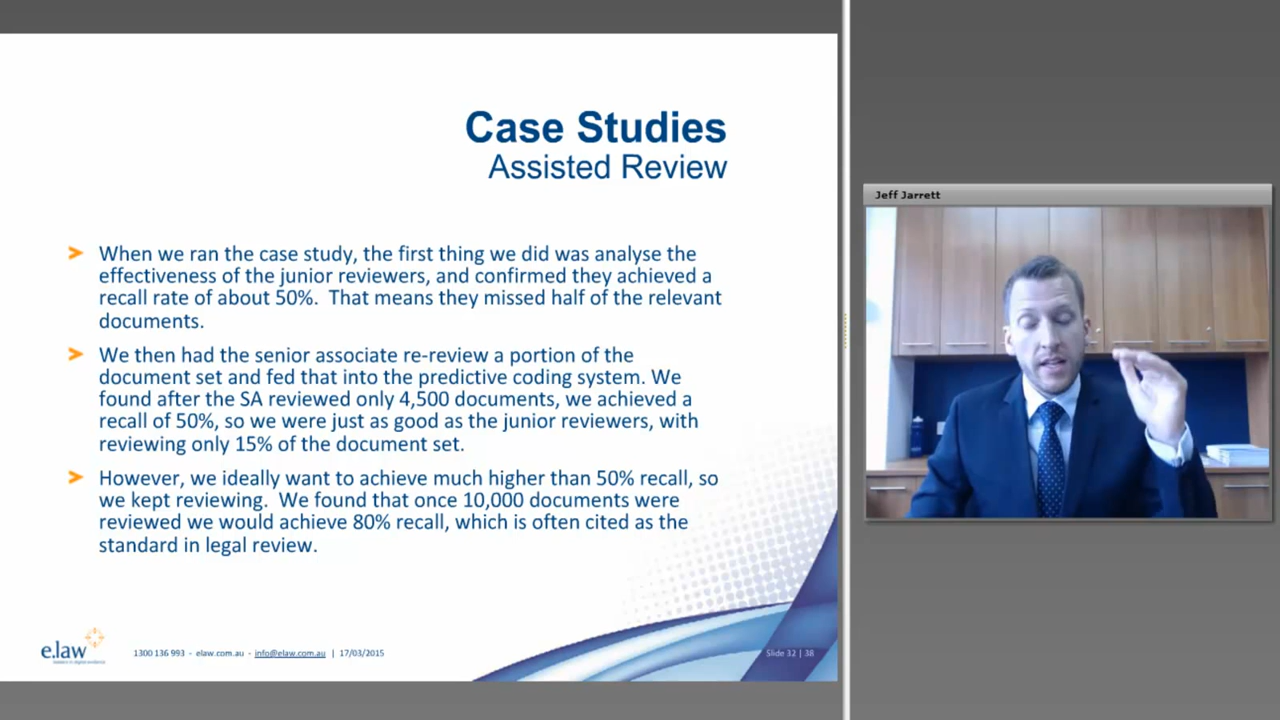 Case Studies
Assisted Review
When we ran the case study, the first thing we did was analyse the
effectiveness of the junior reviewers, and confirmed they achieved a
recall rate of about 50%.  That means they missed half of the relevant
documents.
We then had the senior associate re-review a portion of the
document set and fed that into the predictive coding system. We
found after the SA reviewed only 4,500 documents, we achieved a
recall of 50%, so we were just as good as the junior reviewers, with
reviewing only 15% of the document set.
However, we ideally want to achieve much higher than 50% recall, so
we kept reviewing.  We found that once 10,000 documents were
reviewed we would achieve 80% recall, which is often cited as the
standard in legal review.
e.law
leaders in digital evidence
1300 136 993 - elaw.com.au - info@elaw.com.au | 17/03/2015
Slide 32 | 38
Jeff Jarrett